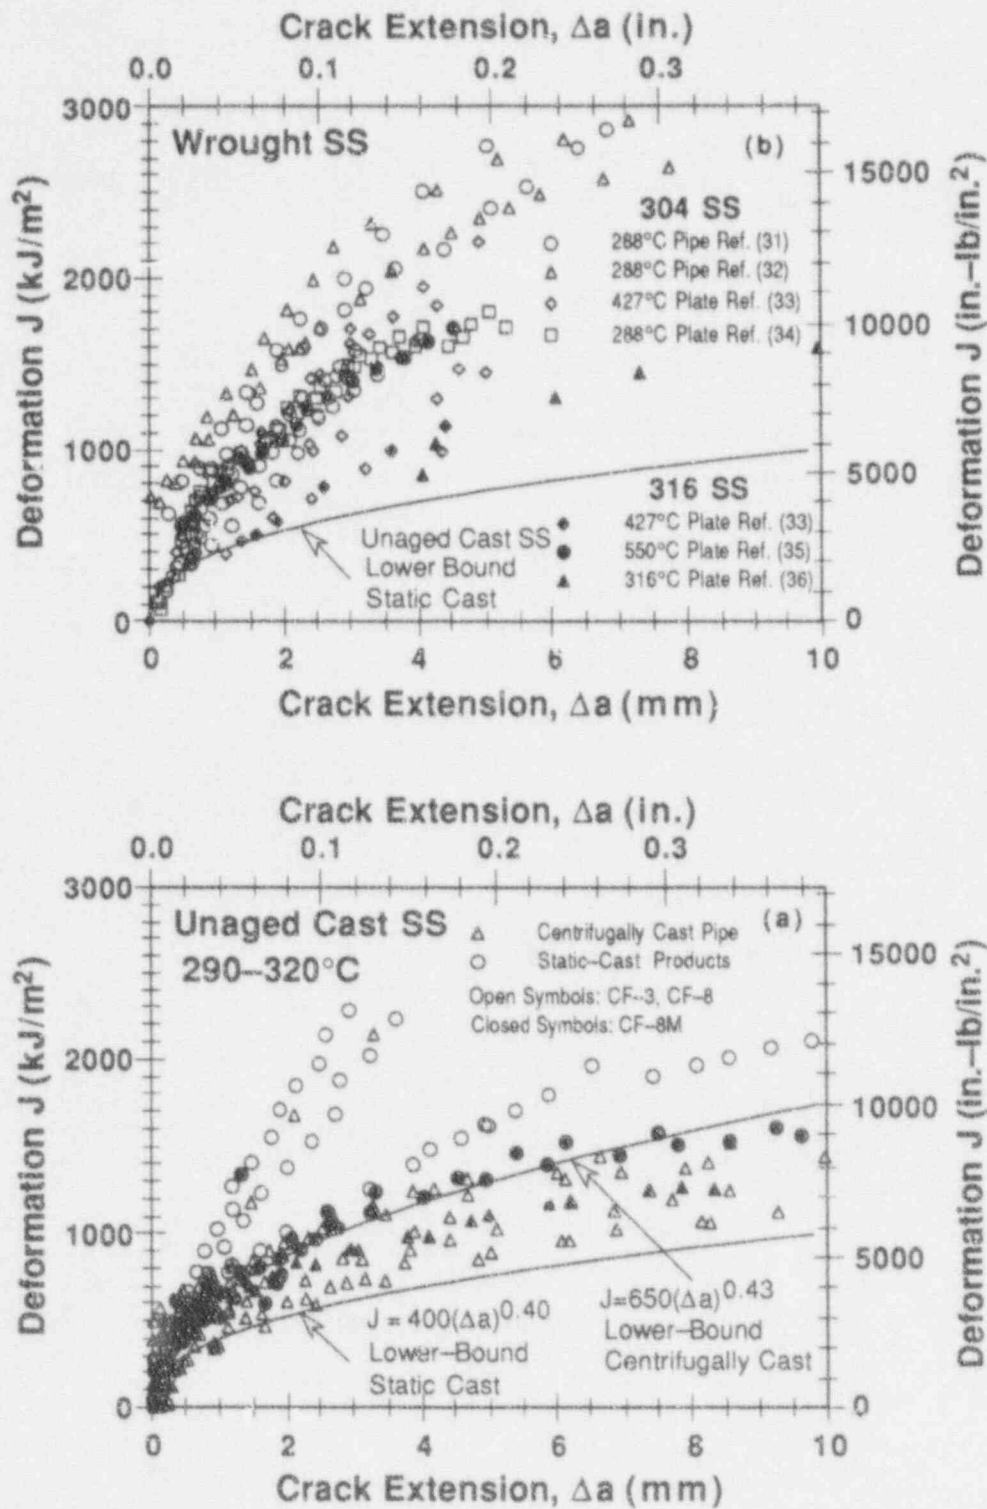 Crack Extension, Δa (in.)
0.0 0.1 0.2 0.3
3000
2000
1000
0
15000
10000
5000
0
Deformation J (kJ/m²)
Deformation J (in.–lb/in.²)
Wrought SS
(b)
304 SS
288°C Pipe Ref. (31)
288°C Pipe Ref. (32)
427°C Plate Ref. (33)
288°C Plate Ref. (34)
316 SS
427°C Plate Ref. (33)
550°C Plate Ref. (35)
316°C Plate Ref. (36)
Unaged Cast SS
Lower Bound
Static Cast
0 2 4 6 8 10
Crack Extension, Δa (mm)
Crack Extension, Δa (in.)
0.0 0.1 0.2 0.3
3000
2000
1000
0
15000
10000
5000
0
Deformation J (kJ/m²)
Deformation J (in.–lb/in.²)
Unaged Cast SS
290–320°C
(a)
Centrifugally Cast Pipe
Static–Cast Products
Open Symbols: CF–3, CF–8
Closed Symbols: CF–8M
J = 400(Δa)^0.40
Lower–Bound
Static Cast
J=650(Δa)^0.43
Lower–Bound
Centrifugally Cast
0 2 4 6 8 10
Crack Extension, Δa (mm)